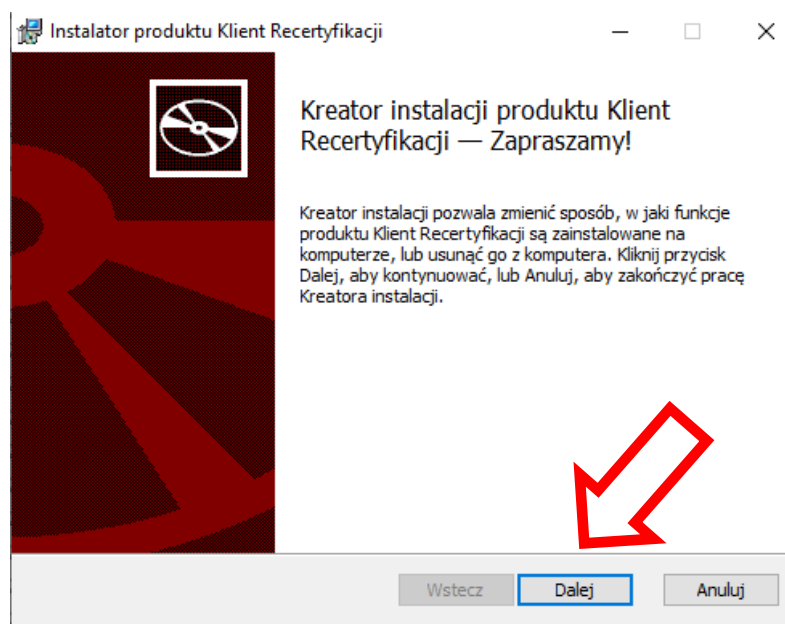 Instalator produktu Klient Recertyfikacji
Kreator instalacji produktu Klient
Recertyfikacji — Zapraszamy!
Kreator instalacji pozwala zmienić sposób, w jaki funkcje
produktu Klient Recertyfikacji są zainstalowane na
komputerze, lub usunąć go z komputera. Kliknij przycisk
Dalej, aby kontynuować, lub Anuluj, aby zakończyć pracę
Kreatora instalacji.
Wstecz Dalej Anuluj